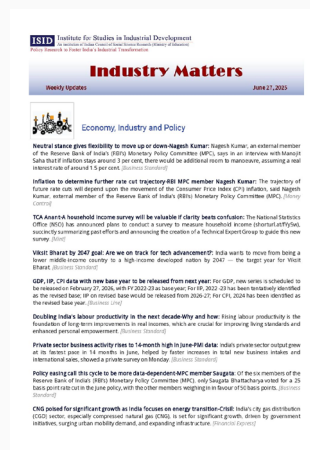 ISID Institute for Studies in Industrial Development
An institution of Indian Council of Social Science Research (Ministry of Education)
Policy Research to Foster India's Industrial Transformation
Industry Matters
Weekly Updates June 27, 2025
Economy, Industry and Policy
Neutral stance gives flexibility to move up or down-Nagesh Kumar: Nagesh Kumar, an external member
of the Reserve Bank of India's (RBI's) Monetary Policy Committee (MPC), says in an interview with Manojit
Saha that if inflation stays around 3 per cent, there would be additional room to manoeuvre, assuming a real
interest rate of around 1.5 per cent. [Business Standard]
Inflation to determine further rate cut trajectory-RBI MPC member Nagesh Kumar: The trajectory of
future rate cuts will depend upon the movement of the Consumer Price Index (CPI) inflation, said Nagesh
Kumar, external member of the Reserve Bank of India's (RBI's) Monetary Policy Committee (MPC). [Money
Control]
TCA Anant-A household income survey will be valuable if clarity beats confusion: The National Statistics
Office (NSO) has announced plans to conduct a survey to measure household income
succinctly summarizing past efforts and announcing the creation of a Technical Expert Group to guide this new
survey. [Mint]
Viksit Bharat by 2047 goal: Are we on track for tech advancement?: India wants to move from being a
lower middle-income country to a high-income developed nation by 2047 — the target year for Viksit
Bharat. [Business Standard]
GDP, IIP, CPI data with new base year to be released from next year: For GDP, new series is scheduled to
be released on February 27, 2026, with FY 2022-23 as base year; For IIP, 2022-23 has been tentatively identified
as the revised base; IIP on revised base would be released from 2026-27; For CPI, 2024 has been identified as
the revised base year. [Business Line]
Doubling India's labour productivity in the next decade-Why and how: Rising labour productivity is the
foundation of long-term improvements in real incomes, which are crucial for improving living standards and
enhanced personal empowerment. [Business Standard]
Private sector business activity rises to 14-month high in June-PMI data: India's private sector output grew
at its fastest pace in 14 months in June, helped by faster increases in total new business intakes and
international sales, showed a private survey on Monday. [Business Standard]
Policy easing call this cycle to be more data-dependent-MPC member Saugata: Of the six members of the
Reserve Bank of India's (RBI's) Monetary Policy Committee (MPC), only Saugata Bhattacharya voted for a 25
basis point rate cut in the June policy, with the other members weighing in in favour of 50 basis points. [Business
Standard]
CNG poised for significant growth as India focuses on energy transition-Crisil: India's city gas distribution
(CGD) sector, especially compressed natural gas (CNG), is set for significant growth, driven by government
initiatives, surging urban mobility demand, and expanding infrastructure. [Financial Express]